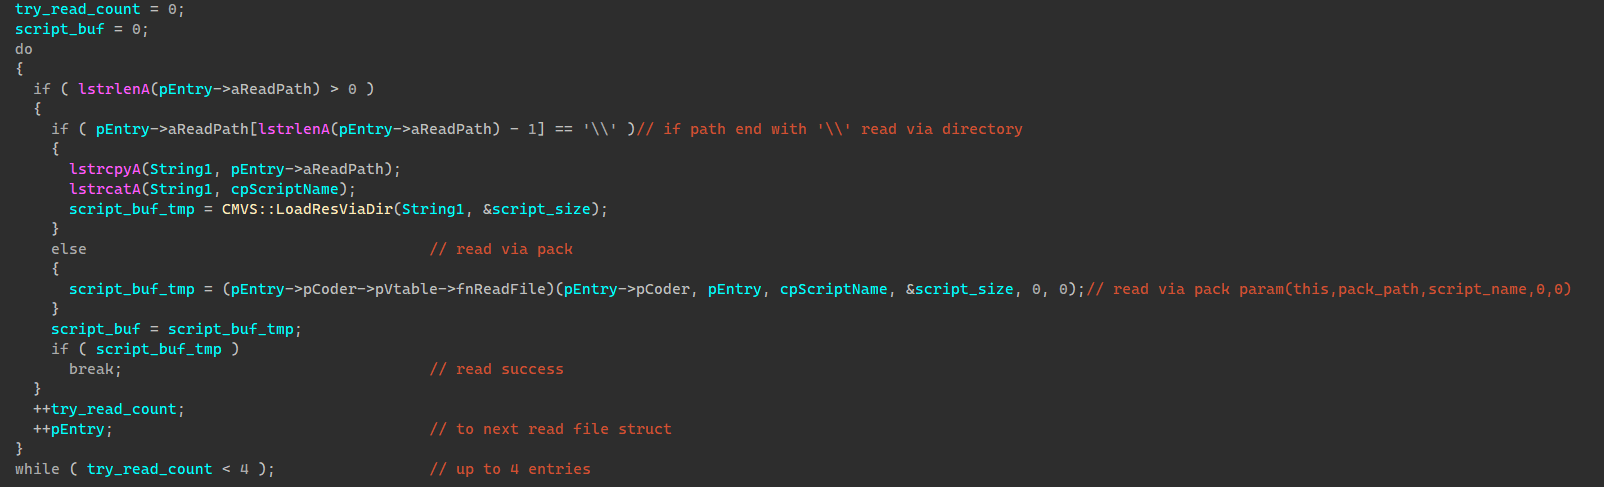 try_read_count = 0;
script_buf = 0;
do
{
  if ( lstrlenA(pEntry->aReadPath) > 0 )
  {
    if ( pEntry->aReadPath[lstrlenA(pEntry->aReadPath) - 1] == '\\' )// if path end with '\\' read via directory
    {
      lstrcpyA(String1, pEntry->aReadPath);
      lstrcatA(String1, cpScriptName);
      script_buf_tmp = CMVS::LoadResViaDir(String1, &script_size);
    }
    else                                      // read via pack
    {
      script_buf_tmp = (pEntry->pCoder->pVtable->fnReadFile)(pEntry->pCoder, pEntry, cpScriptName, &script_size, 0, 0);// read via pack param(this,pack_path,script_name,0,0)
    }
    script_buf = script_buf_tmp;
    if ( script_buf_tmp )
      break;                                  // read success
  }
  ++try_read_count;
  ++pEntry;                                   // to next read file struct
}
while ( try_read_count < 4 );                 // up to 4 entries